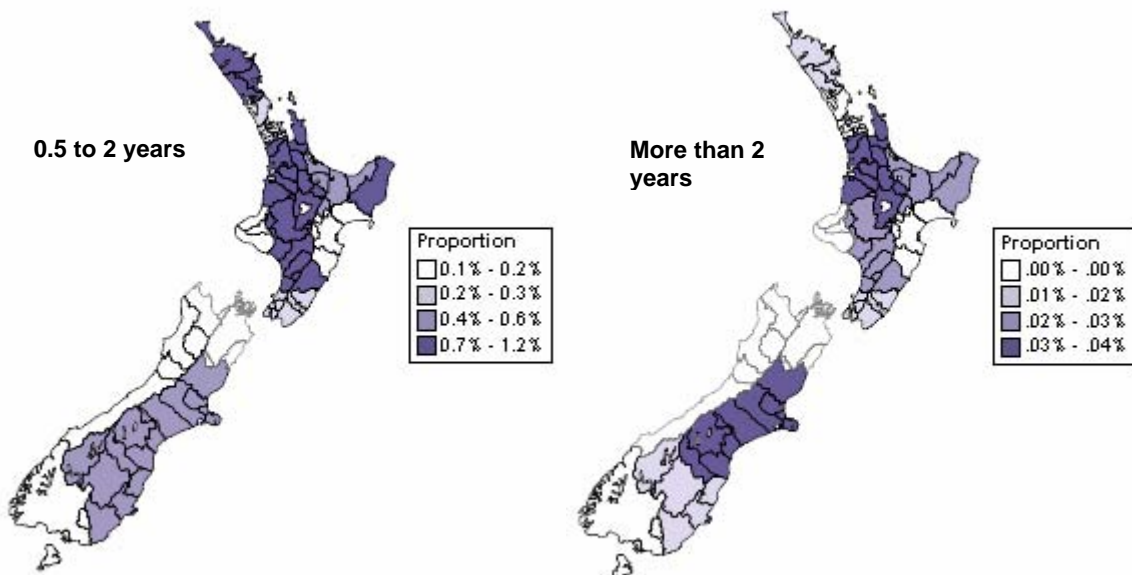 0.5 to 2 years
Proportion
0.1% - 0.2%
0.2% - 0.3%
0.4% - 0.6%
0.7% - 1.2%
More than 2
years
Proportion
.00% - .00%
.01% - .02%
.02% - .03%
.03% - .04%